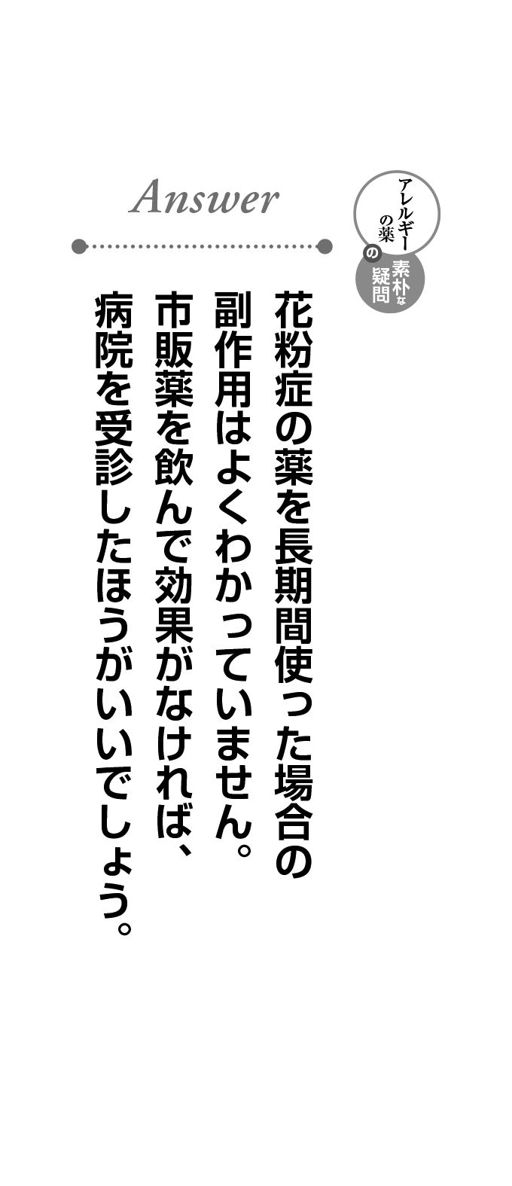 アレルギー
の薬
の
素朴な
疑問
Answer
花粉症の薬を長期間使った場合の
副作用はよくわかっていません。
市販薬を飲んで効果がなければ、
病院を受診したほうがいいでしょう。